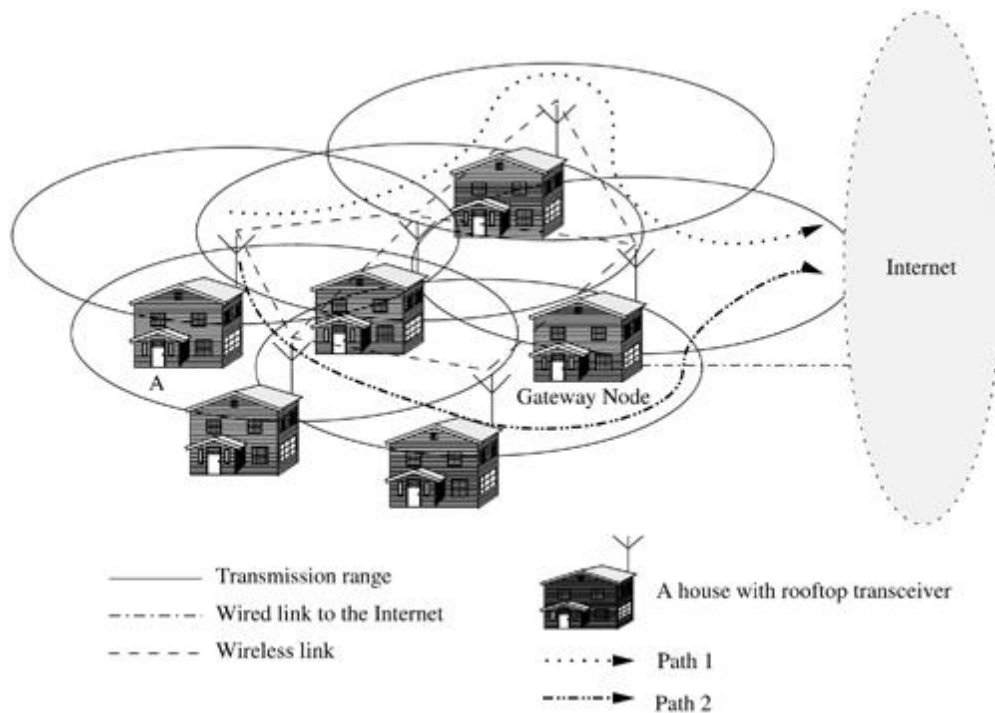 Internet
A
Gateway Node
Transmission range
Wired link to the Internet
Wireless link
A house with rooftop transceiver
Path 1
Path 2